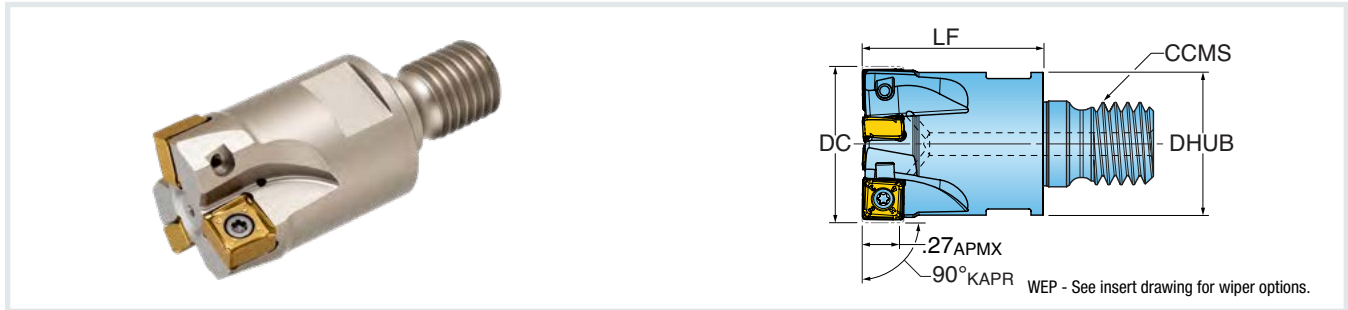 LF
CCMS
DC
DHUB
.27APMX
90°KAPR
WEP - See insert drawing for wiper options.